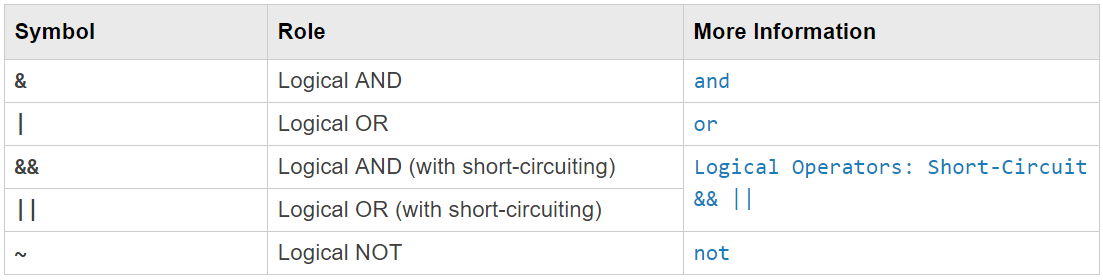 Symbol Role More Information
& Logical AND and
| Logical OR or
&& Logical AND (with short-circuiting) Logical Operators: Short-Circuit
&& ||
|| Logical OR (with short-circuiting)
~ Logical NOT not